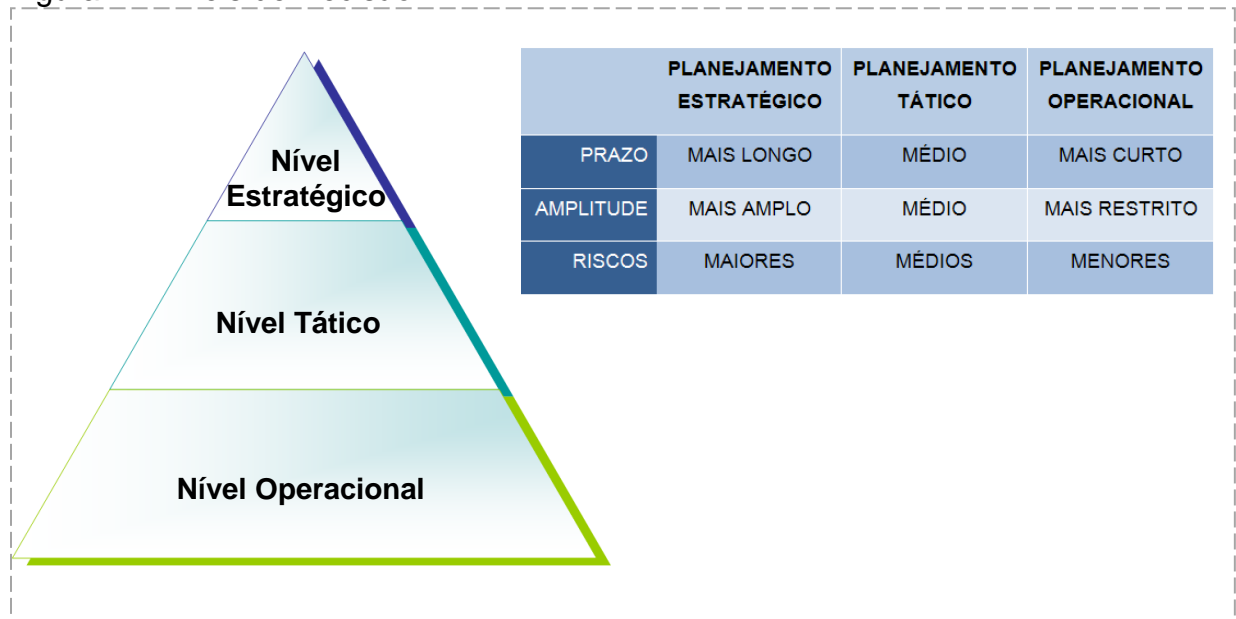 Nível
Estratégico
Nível Tático
Nível Operacional
PLANEJAMENTO ESTRATÉGICO PLANEJAMENTO TÁTICO PLANEJAMENTO OPERACIONAL
PRAZO MAIS LONGO MÉDIO MAIS CURTO
AMPLITUDE MAIS AMPLO MÉDIO MAIS RESTRITO
RISCOS MAIORES MÉDIOS MENORES